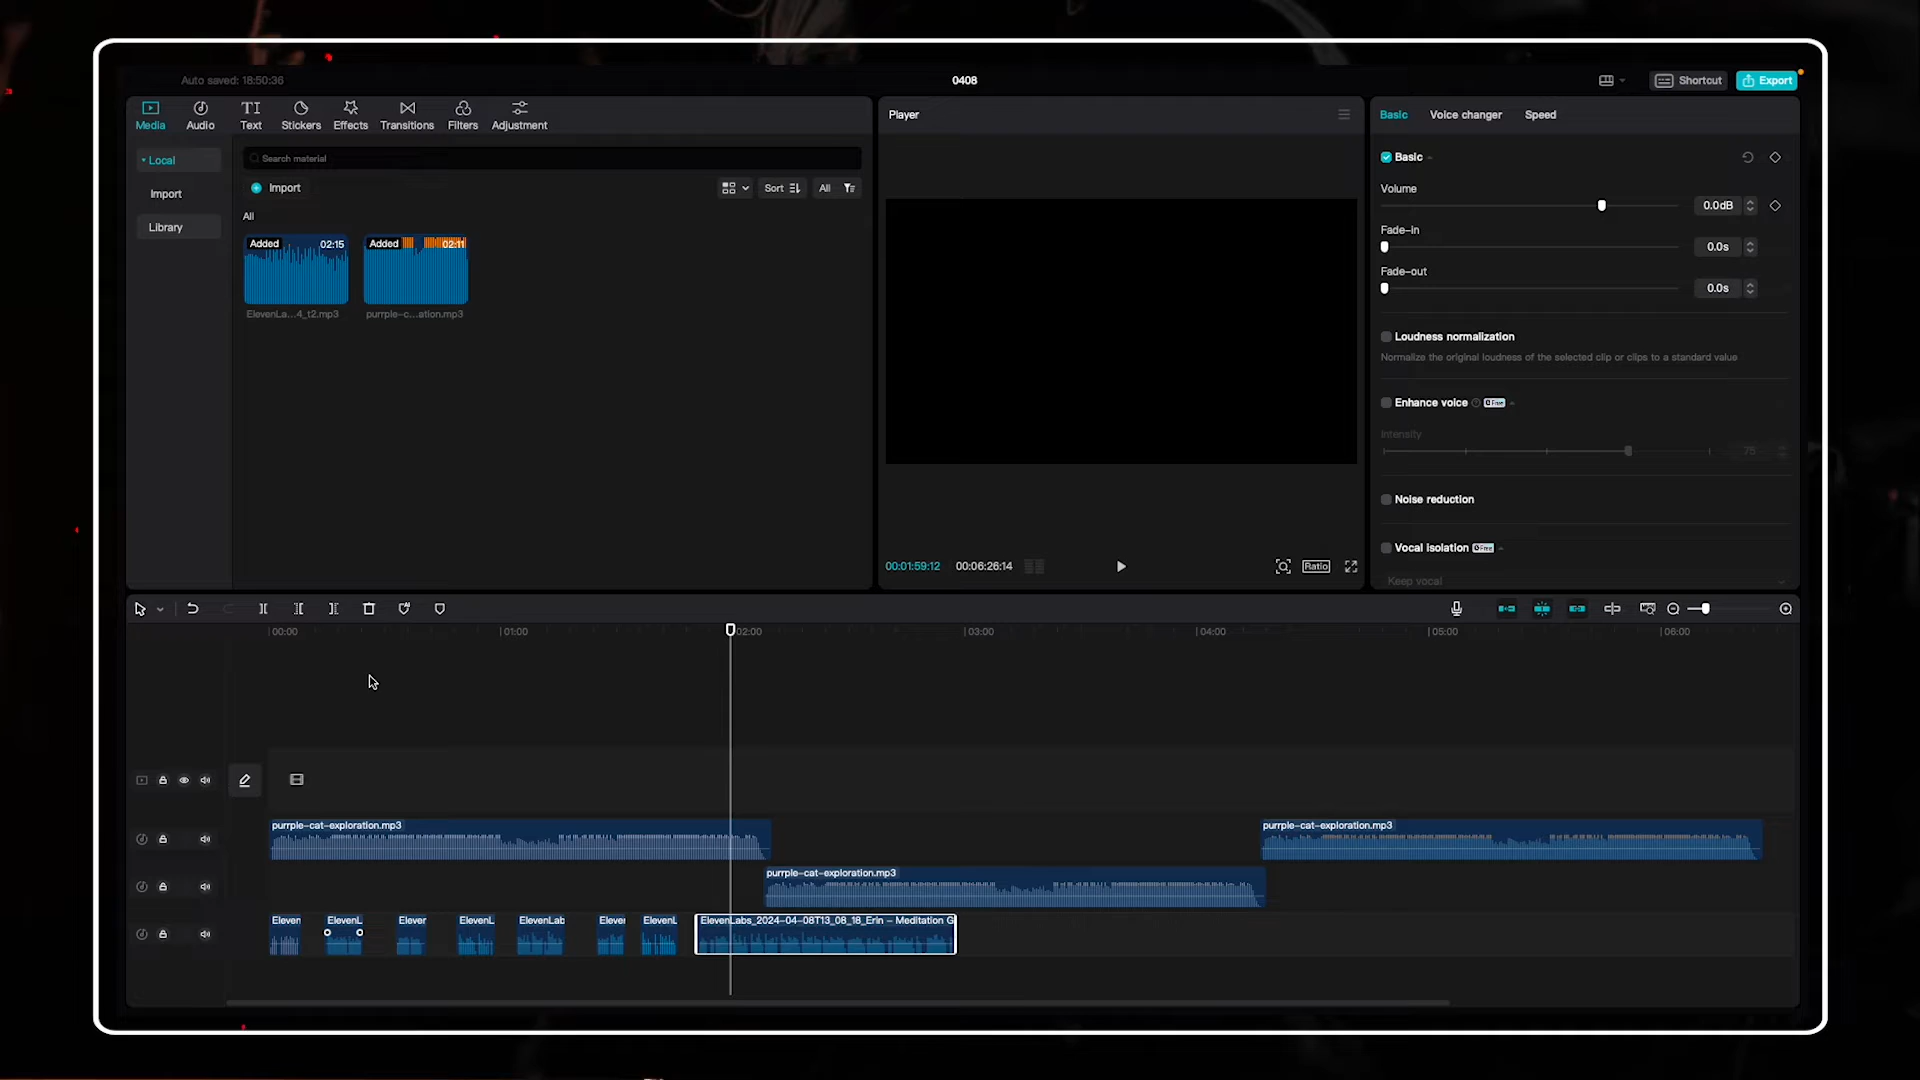 Auto saved: 18:50:36
0408
Shortcut
Export
Media
Audio
Text
Stickers
Effects
Transitions
Filters
Adjustment
Local
Import
Library
Search material
Import
Sort
All
All
Added 02:15
ElevenLa...4_t2.mp3
Added 02:11
purrple-c...ation.mp3
Player
00:01:59:12 00:06:26:14
Ratio
Basic
Voice changer
Speed
Basic
Volume
0.0dB
Fade-in
0.0s
Fade-out
0.0s
Loudness normalization
Normalize the original loudness of the selected clip or clips to a standard value
Enhance voice Free
Intensity
75
Noise reduction
Vocal isolation Free
Keep vocal
00:00 01:00 02:00 03:00 04:00 05:00 06:00
purrple-cat-exploration.mp3
purrple-cat-exploration.mp3
purrple-cat-exploration.mp3
Eleven
ElevenL
Elever
ElevenL
ElevenLab
Elever
ElevenL
ElevenLabs_2024-04-08T13_08_18_Erin – Meditation G